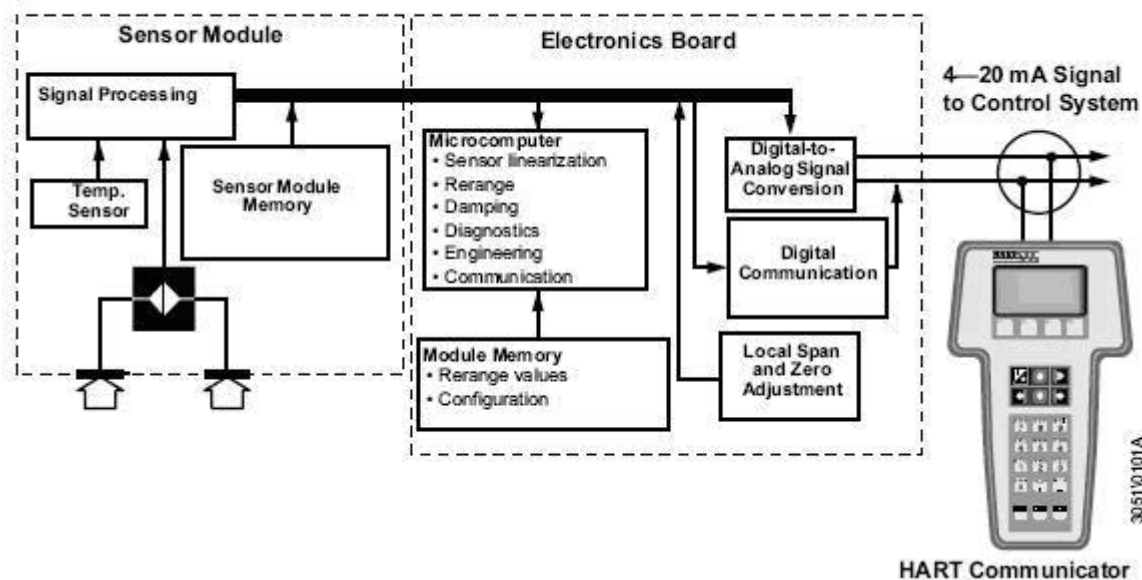 Sensor Module
Signal Processing
Temp.
Sensor
Sensor Module
Memory
Electronics Board
Microcomputer
• Sensor linearization
• Rerange
• Damping
• Diagnostics
• Engineering
• Communication
Module Memory
• Rerange values
• Configuration
Digital-to-
Analog Signal
Conversion
Digital
Communication
Local Span
and Zero
Adjustment
4—20 mA Signal
to Control System
HART Communicator
3051Y0101A